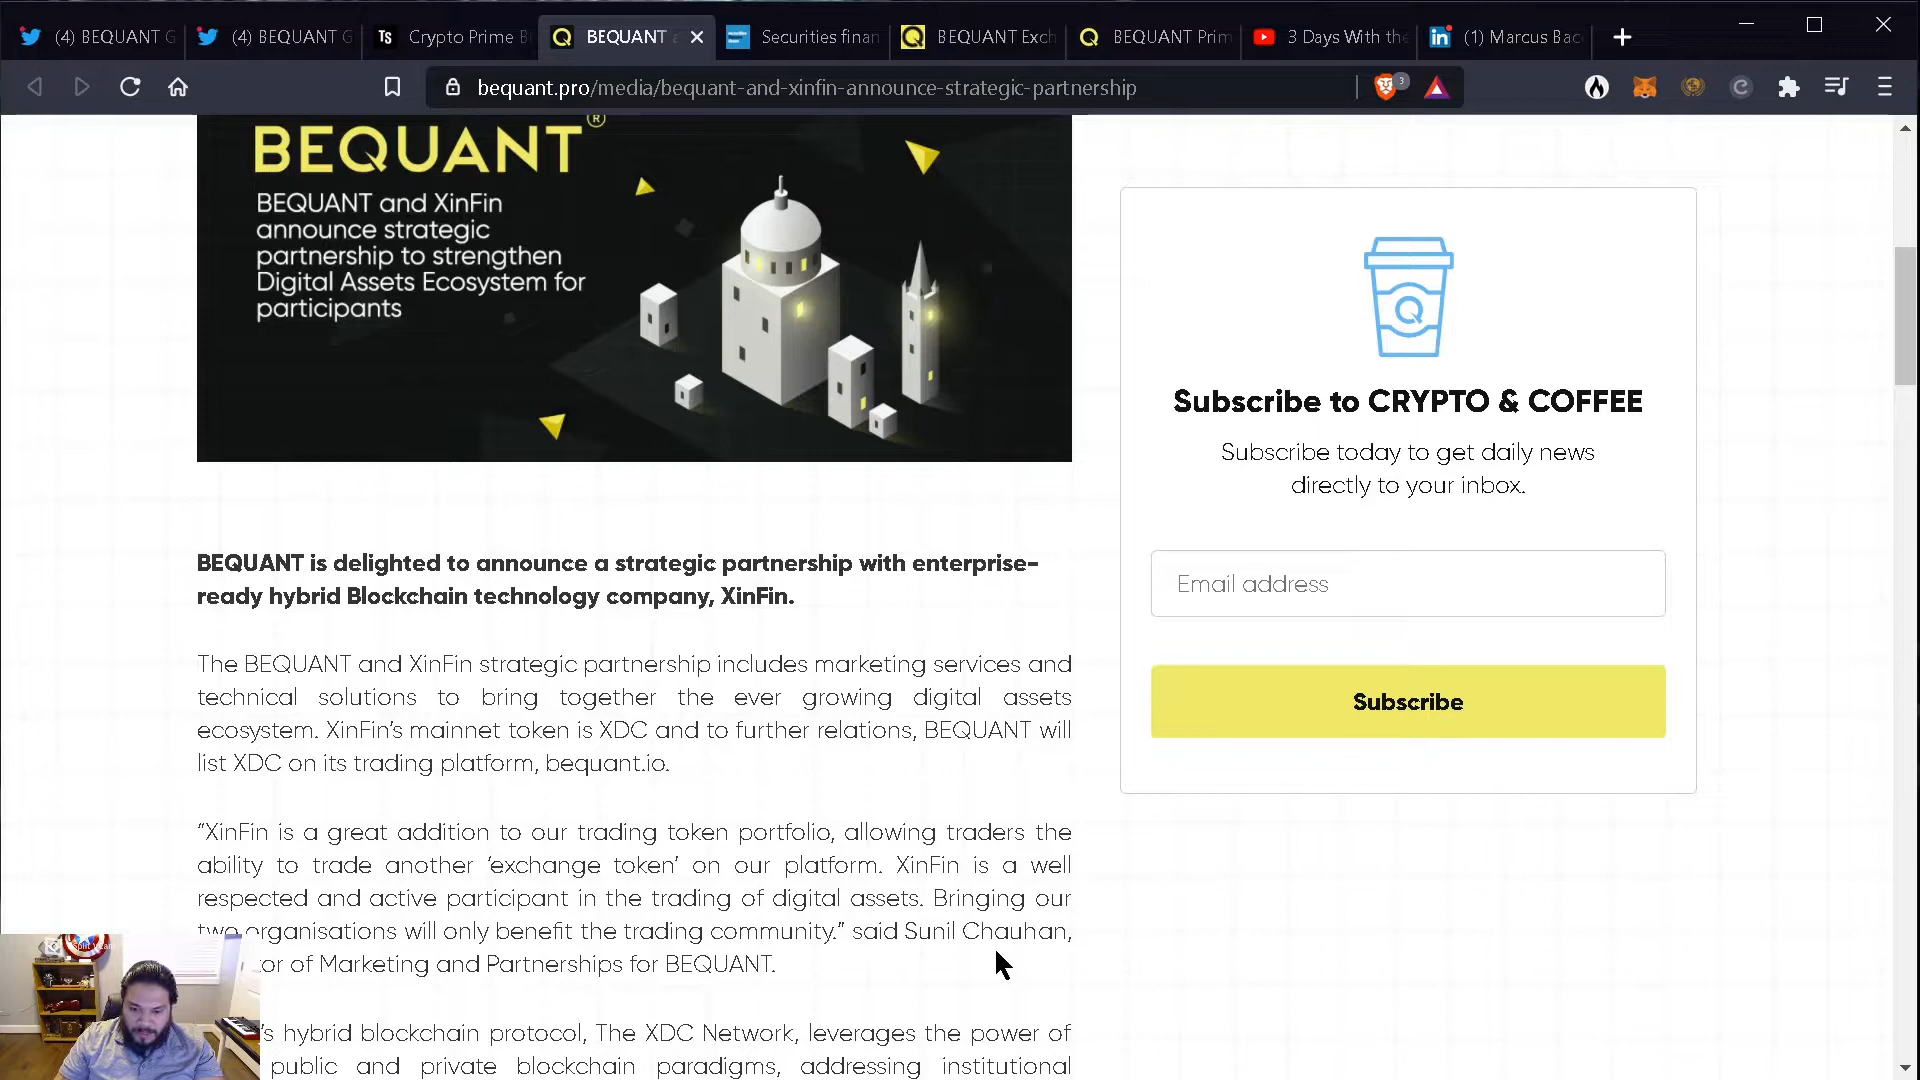 (4) BEQUANT G
(4) BEQUANT G
Ts
Crypto Prime Br
BEQUANT a
Securities finan
BEQUANT Exch
BEQUANT Prim
3 Days With the
(1) Marcus Bac
bequant.pro/media/bequant-and-xinfin-announce-strategic-partnership
3
BEQUANT®
BEQUANT and XinFin
announce strategic
partnership to strengthen
Digital Assets Ecosystem for
participants
BEQUANT is delighted to announce a strategic partnership with enterprise-
ready hybrid Blockchain technology company, XinFin.
The BEQUANT and XinFin strategic partnership includes marketing services and
technical solutions to bring together the ever growing digital assets
ecosystem. XinFin’s mainnet token is XDC and to further relations, BEQUANT will
list XDC on its trading platform, bequant.io.
“XinFin is a great addition to our trading token portfolio, allowing traders the
ability to trade another ‘exchange token’ on our platform. XinFin is a well
respected and active participant in the trading of digital assets. Bringing our
two organisations will only benefit the trading community.” said Sunil Chauhan,
tor of Marketing and Partnerships for BEQUANT.
’s hybrid blockchain protocol, The XDC Network, leverages the power of
public and private blockchain paradigms, addressing institutional
Subscribe to CRYPTO & COFFEE
Subscribe today to get daily news
directly to your inbox.
Email address
Subscribe